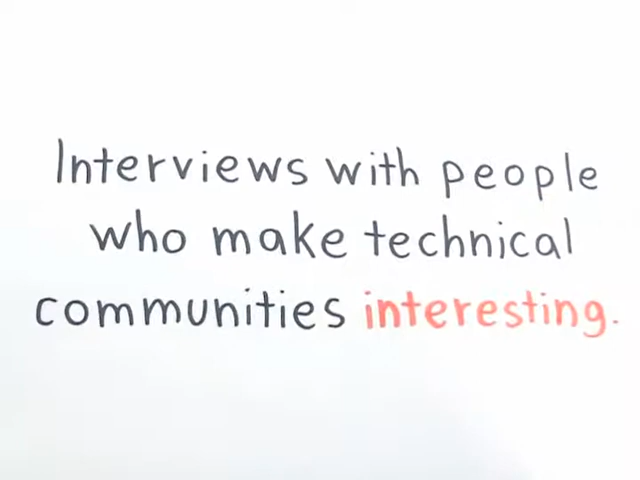 Interviews with people
who make technical
communities interesting.